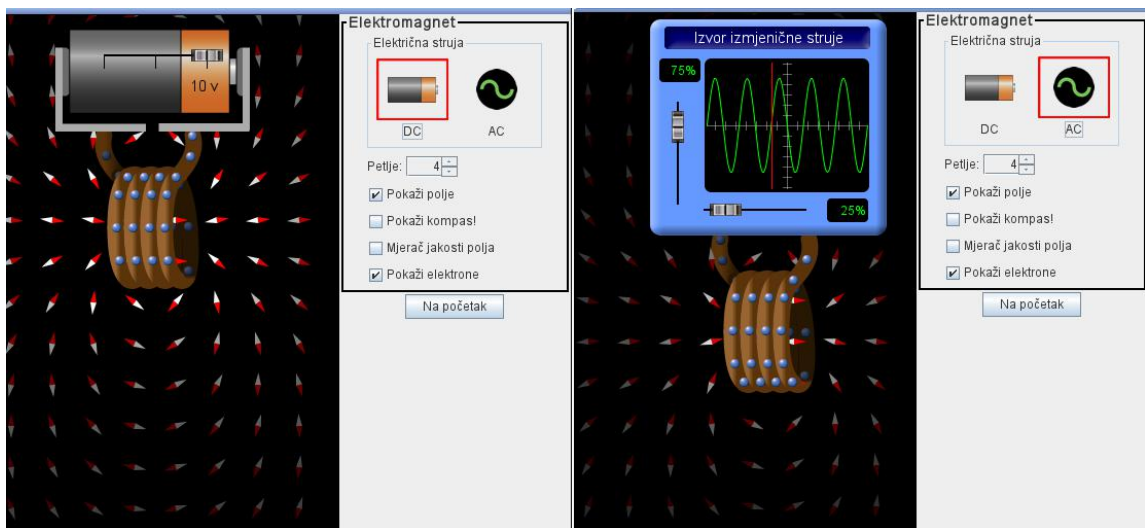 10 v
Elektromagnet
Električna struja
DC
AC
Petlje: 4
Pokaži polje
Pokaži kompas!
Mjerač jakosti polja
Pokaži elektrone
Na početak
Izvor izmjenične struje
75%
25%
Elektromagnet
Električna struja
DC
AC
Petlje: 4
Pokaži polje
Pokaži kompas!
Mjerač jakosti polja
Pokaži elektrone
Na početak